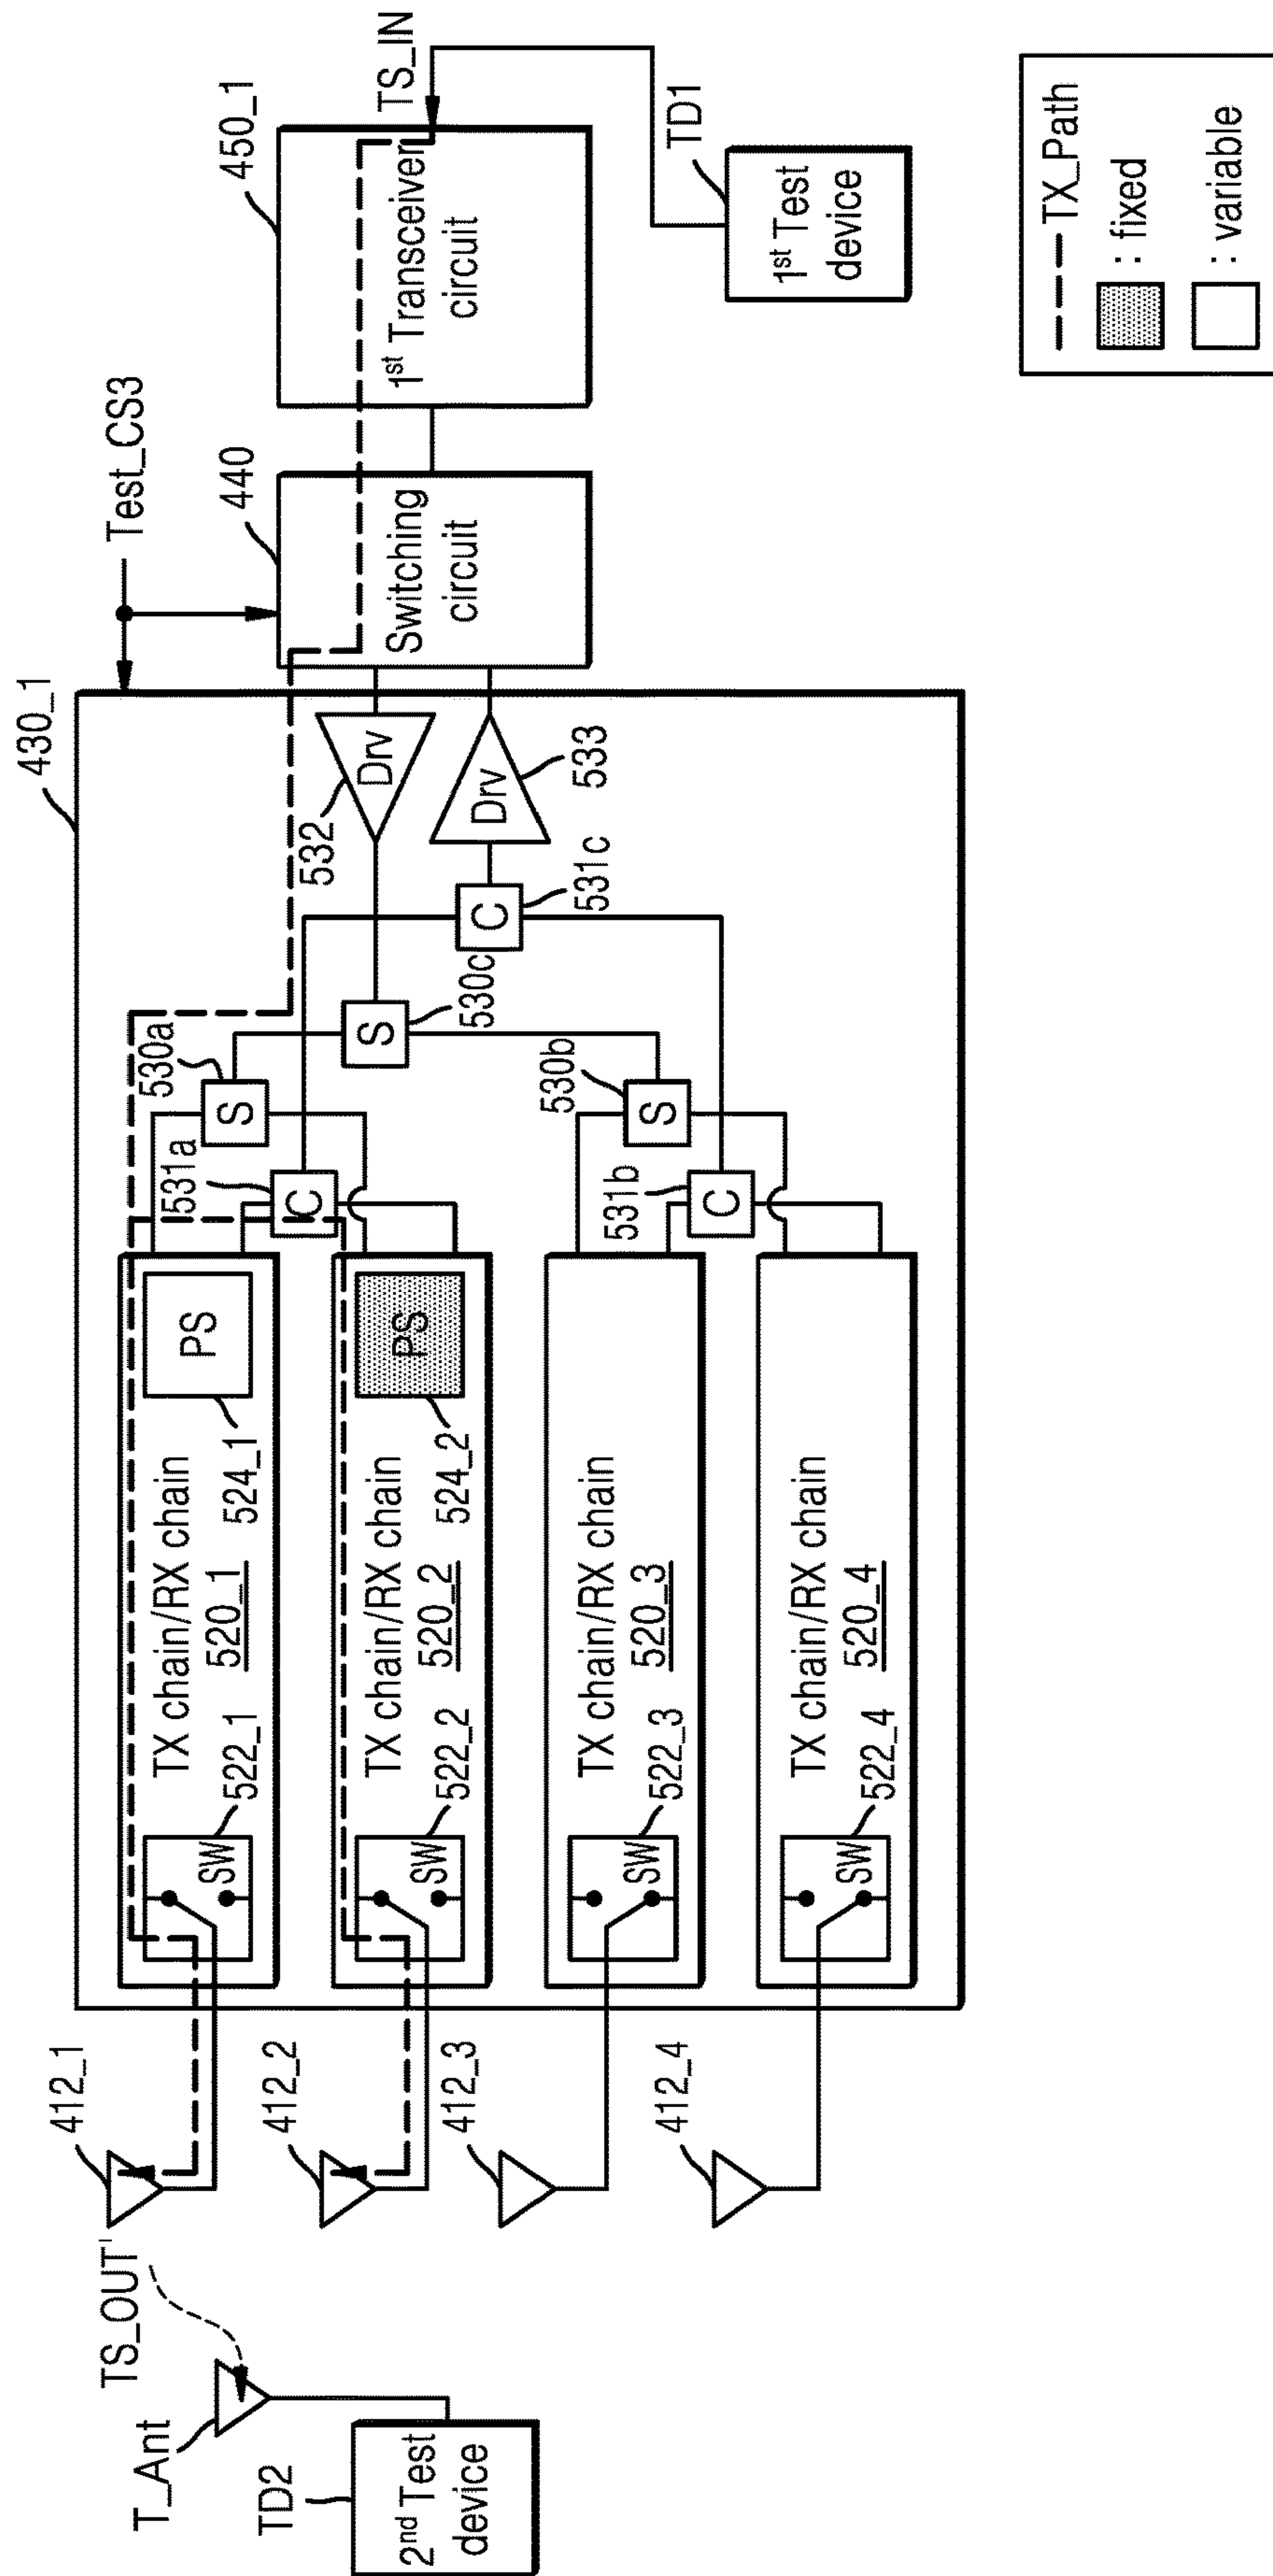 TD2
2nd Test
device
T_Ant
TS_OUT'
412_1
412_2
412_3
412_4
430_1
522_1
SW
TX chain/RX chain
520_1
524_1
PS
522_2
SW
TX chain/RX chain
520_2
524_2
PS
522_3
SW
TX chain/RX chain
520_3
522_4
SW
TX chain/RX chain
520_4
531a
C
530a
S
531b
C
530b
S
S
530c
C
531c
532
Drv
Drv
533
Test_CS3
440
Switching
circuit
450_1
1st Transceiver
circuit
TS_IN
TD1
1st Test
device
TX_Path
: fixed
: variable